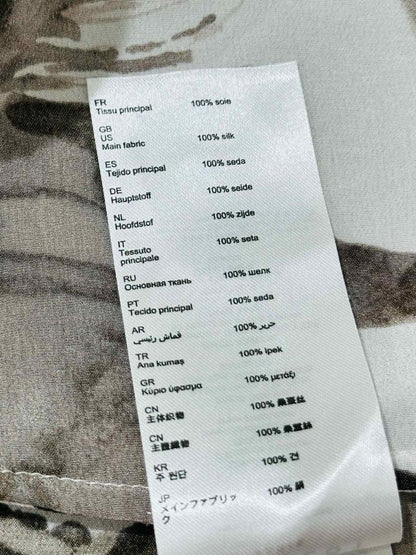 FR
Tissu principal 100% soie
GB
US
Main fabric 100% silk
ES
Tejido principal 100% seda
DE
Hauptstoff 100% seide
NL
Hoofdstof 100% zijde
IT
Tessuto
principale 100% seta
RU
Основная ткань 100% шелк
PT
Tecido principal 100% seda
AR
قماش رئيسي 100% حرير
TR
Ana kumaş 100% ipek
GR
Κύριο ύφασμα 100% μετάξι
CN
主体织物 100% 桑蚕丝
CN
主體織物 100% 桑蠶絲
KR
주 원단 100% 견
JP
メインファブリッ
ク 100% 絹